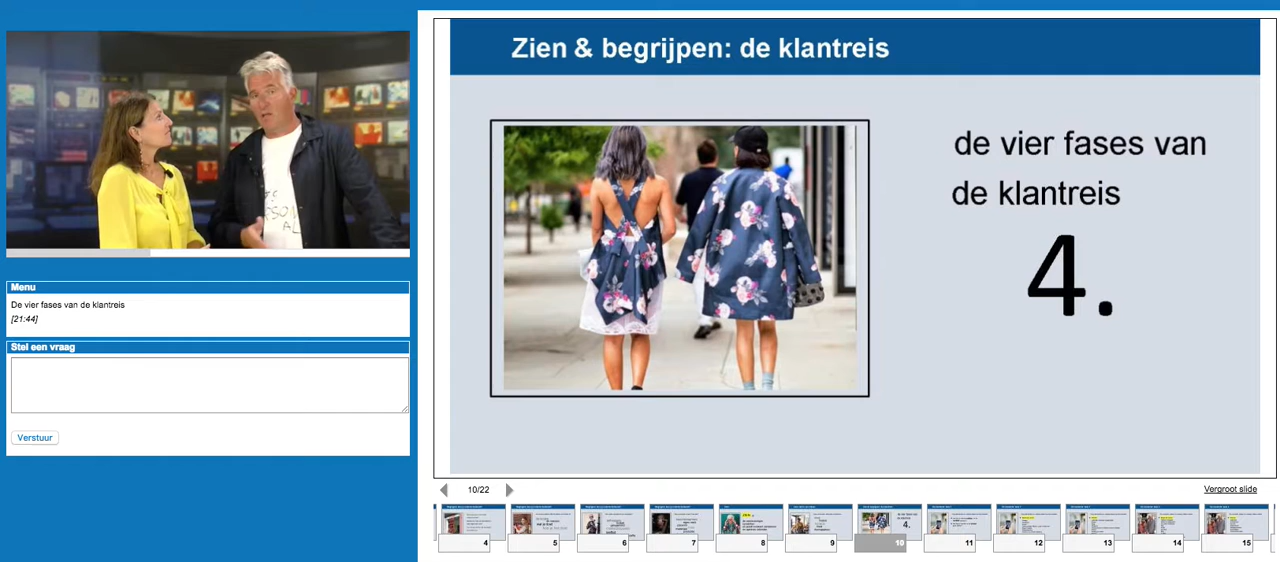 Zien & begrijpen: de klantreis
de vier fases van
de klantreis
4.
Menu
De vier fases van de klantreis
[21:44]
Stel een vraag
Verstuur
10/22
Vergroot slide
4
5
6
7
8
9
10
11
12
13
14
15